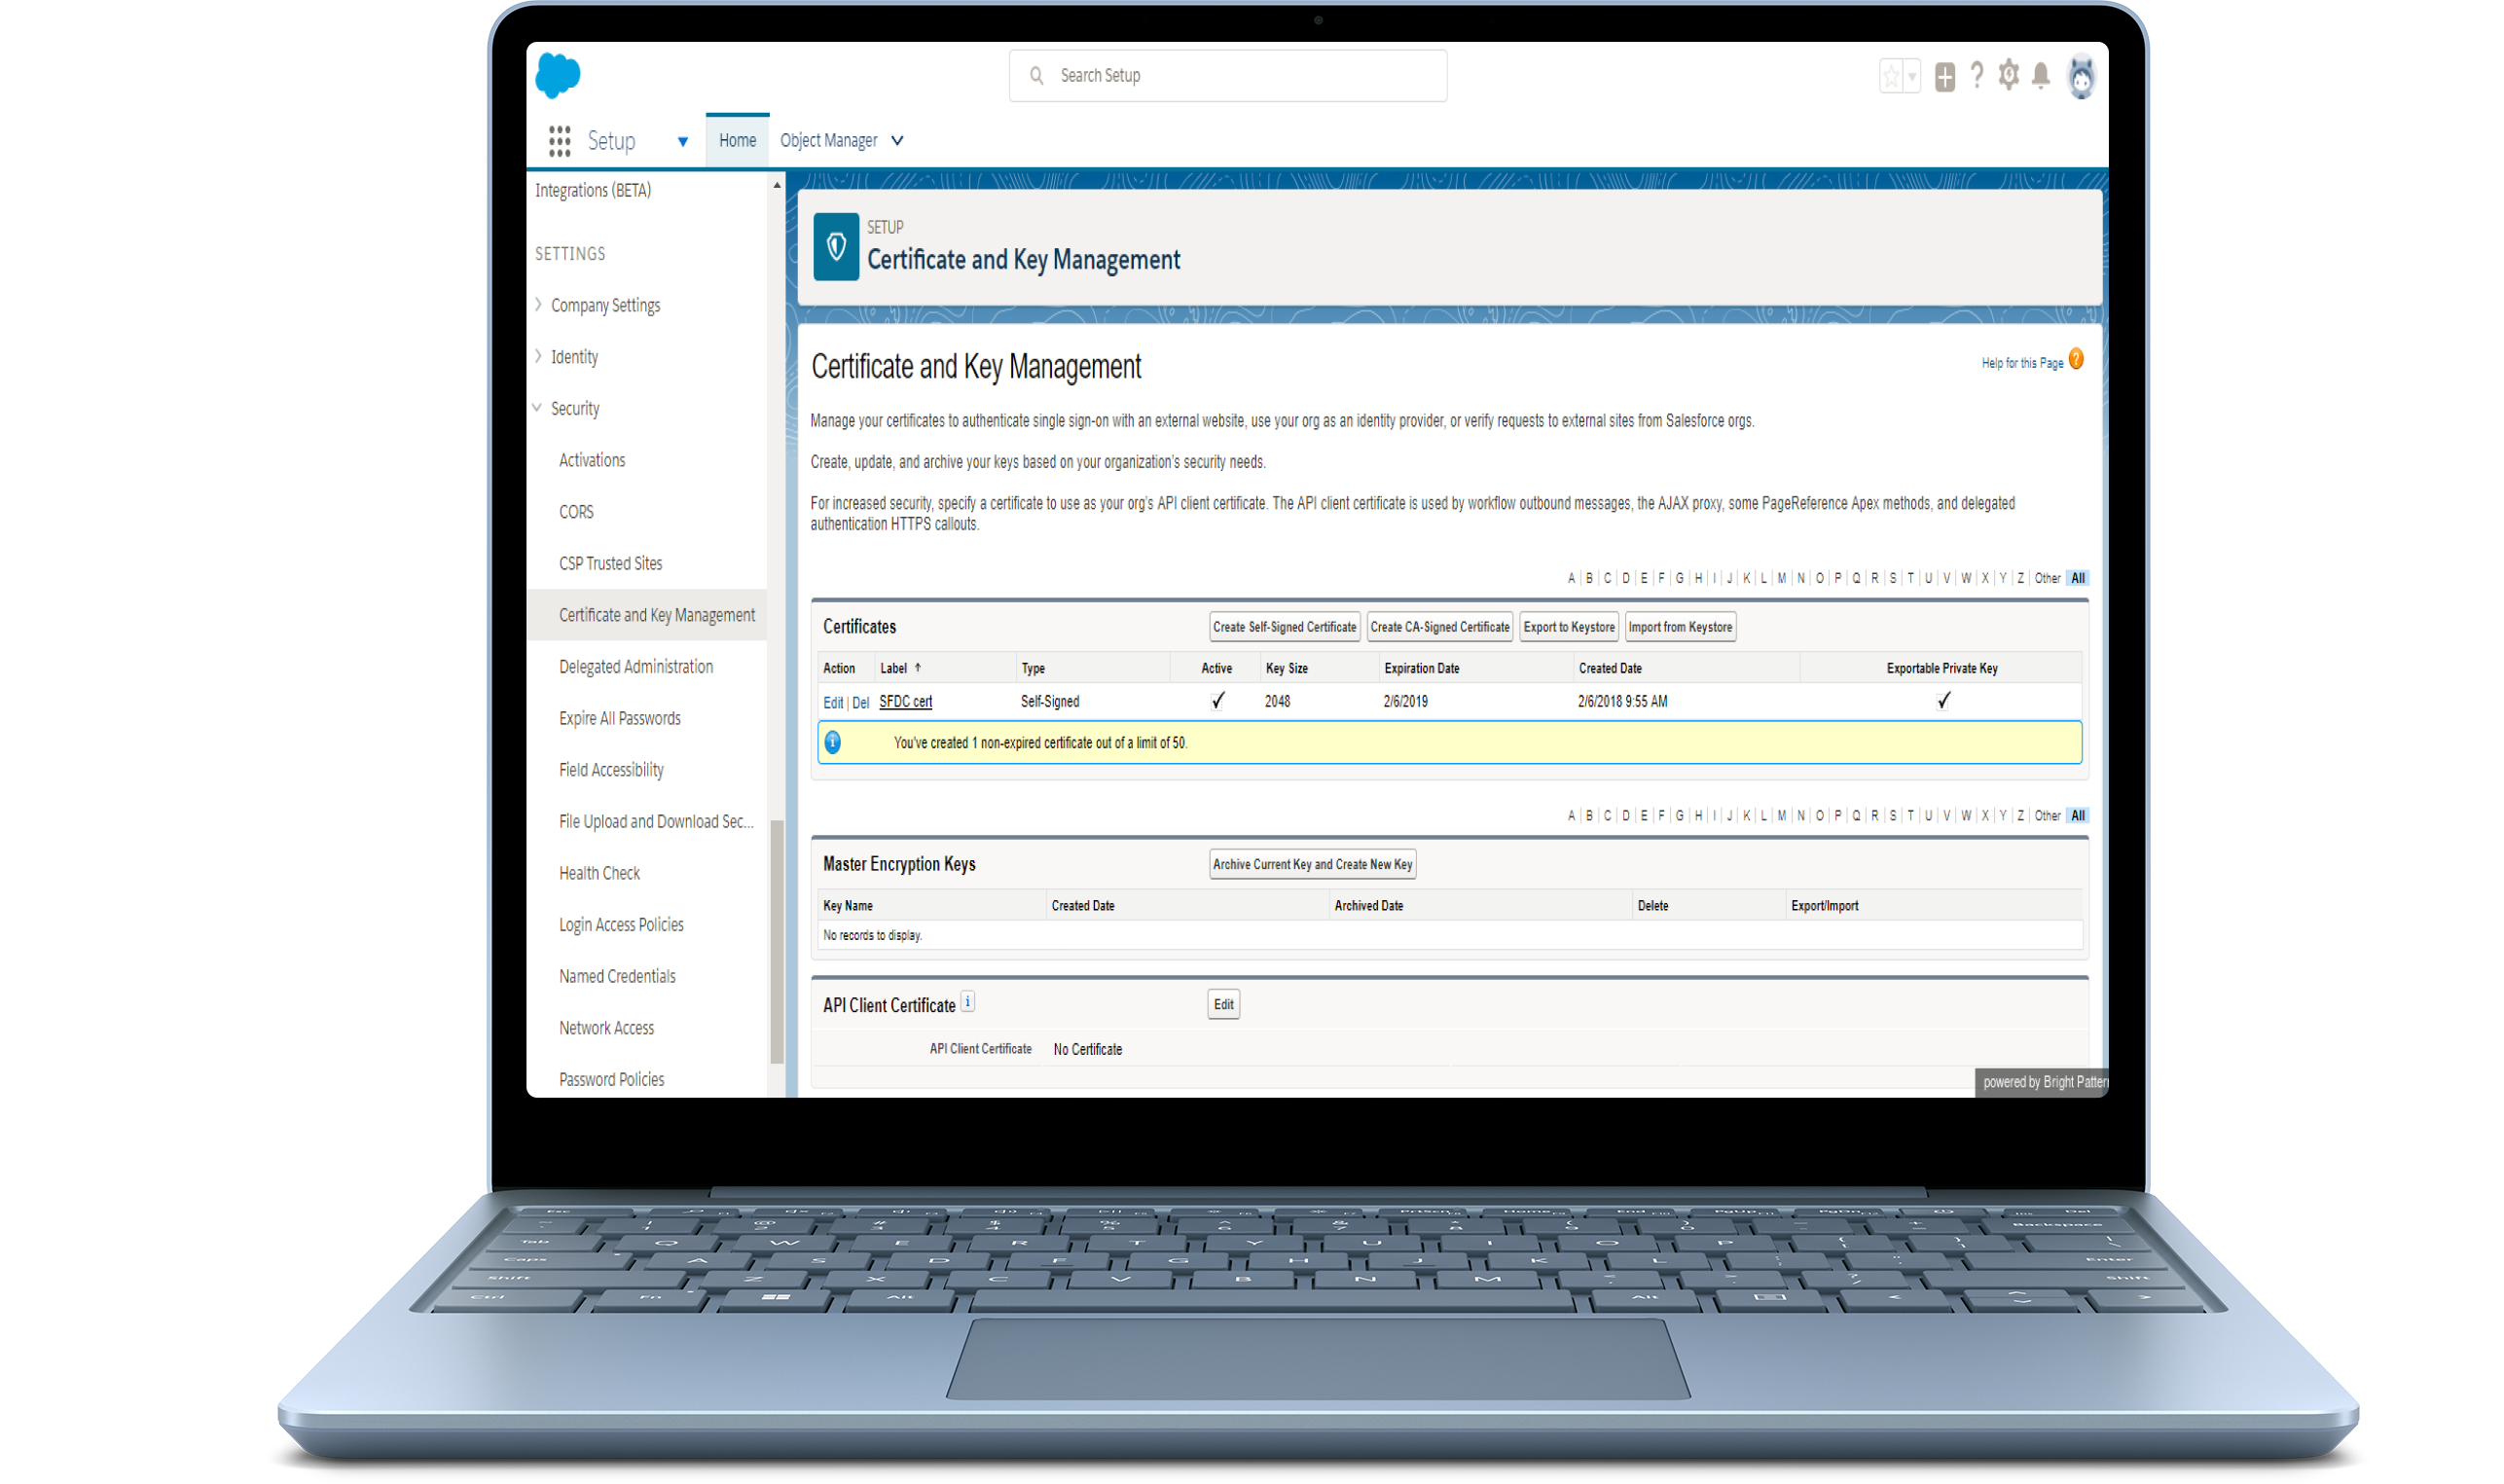 Search Setup
Setup
Home
Object Manager
Integrations (BETA)
SETTINGS
Company Settings
Identity
Security
Activations
CORS
CSP Trusted Sites
Certificate and Key Management
Delegated Administration
Expire All Passwords
Field Accessibility
File Upload and Download Sec...
Health Check
Login Access Policies
Named Credentials
Network Access
Password Policies
SETUP
Certificate and Key Management
Certificate and Key Management
Help for this Page ?
Manage your certificates to authenticate single sign-on with an external website, use your org as an identity provider, or verify requests to external sites from Salesforce orgs.
Create, update, and archive your keys based on your organization's security needs.
For increased security, specify a certificate to use as your org's API client certificate. The API client certificate is used by workflow outbound messages, the AJAX proxy, some PageReference Apex methods, and delegated
authentication HTTPS callouts.
A | B | C | D | E | F | G | H | I | J | K | L | M | N | O | P | Q | R | S | T | U | V | W | X | Y | Z | Other | All
Certificates Create Self-Signed Certificate Create CA-Signed Certificate Export to Keystore Import from Keystore
Action Label ↑ Type Active Key Size Expiration Date Created Date Exportable Private Key
Edit | Del SFDC cert Self-Signed ✓ 2048 2/6/2019 2/6/2018 9:55 AM ✓
You've created 1 non-expired certificate out of a limit of 50.
A | B | C | D | E | F | G | H | I | J | K | L | M | N | O | P | Q | R | S | T | U | V | W | X | Y | Z | Other | All
Master Encryption Keys Archive Current Key and Create New Key
Key Name Created Date Archived Date Delete Export/Import
No records to display.
API Client Certificate i Edit
API Client Certificate No Certificate
powered by Bright Pattern
Tab Q W E R T Y U I O P
Caps A S D F G H J K L Enter
Shift Z X C V B N M Shift
Ctrl Fn Alt Alt